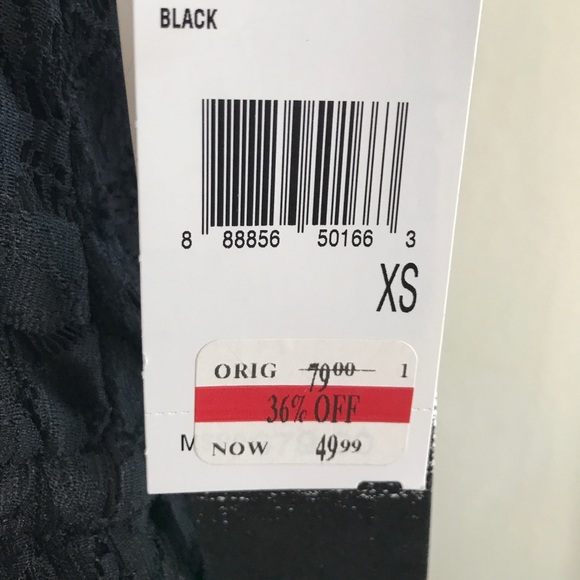 BLACK
8 88856 50166 3
XS
ORIG 79.00 1
36% OFF
M
NOW 49.99